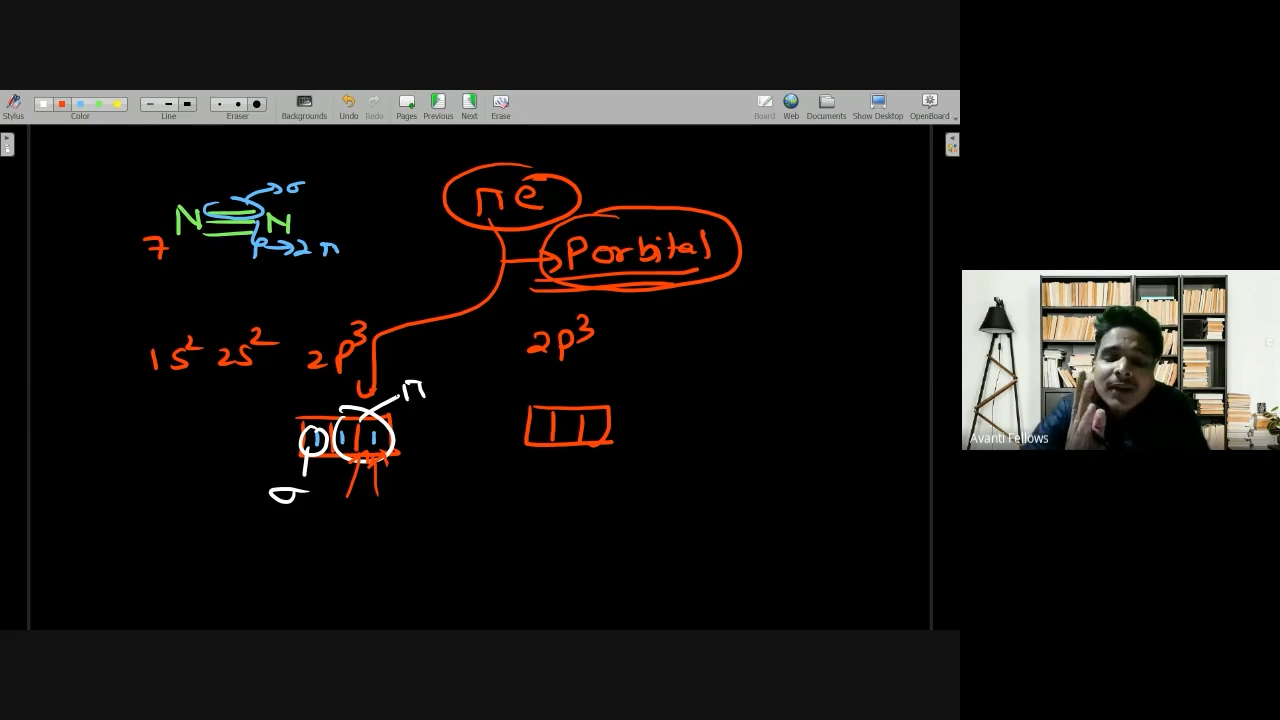 Stylus Color Line Eraser Backgrounds Undo Redo Pages Previous Next Erase Board Web Documents Show Desktop OpenBoard
→σ
N≡N
7
→2π
πe⁻
→P orbital
1s² 2s² 2p³
2p³
π
σ
Avanti Fellows